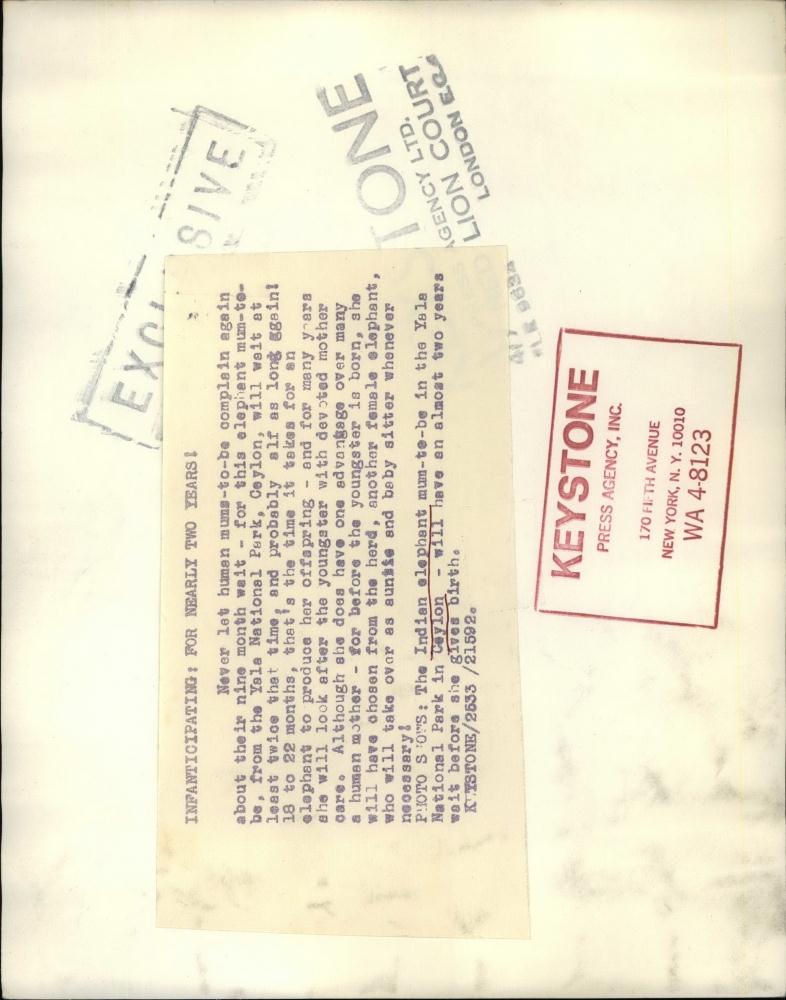 EXCLUSIVE
TONE
AGENCY LTD.
LION COURT
LONDON E.C.4
INFANTICIPATING: FOR NEARLY TWO YEARS!
Never let human mums-to-be complain again
about their nine month wait - for this elephant mum-to-
be, from the Yala National Park, Ceylon, will wait at
least twice that time, and probably alf as long ggain!
18 to 22 months, that's the time it takes for an
elephant to produce her offspring - and for many years
she will look after the youngster with devoted mother
care. Although she does have one advantage over many
a human mother - for before the youngster is born, she
will have chosen from the herd, another female elephant,
who will take over as auntie and baby sitter whenever
necessary!
PHOTO SHOWS: The Indian elephant mum-to-be in the Yala
National Park in Ceylon - will have an almost two years
wait before she gives birth.
KEYSTONE/2533/21592.
KEYSTONE
PRESS AGENCY, INC.
170 FIFTH AVENUE
NEW YORK, N. Y. 10010
WA 4-8123